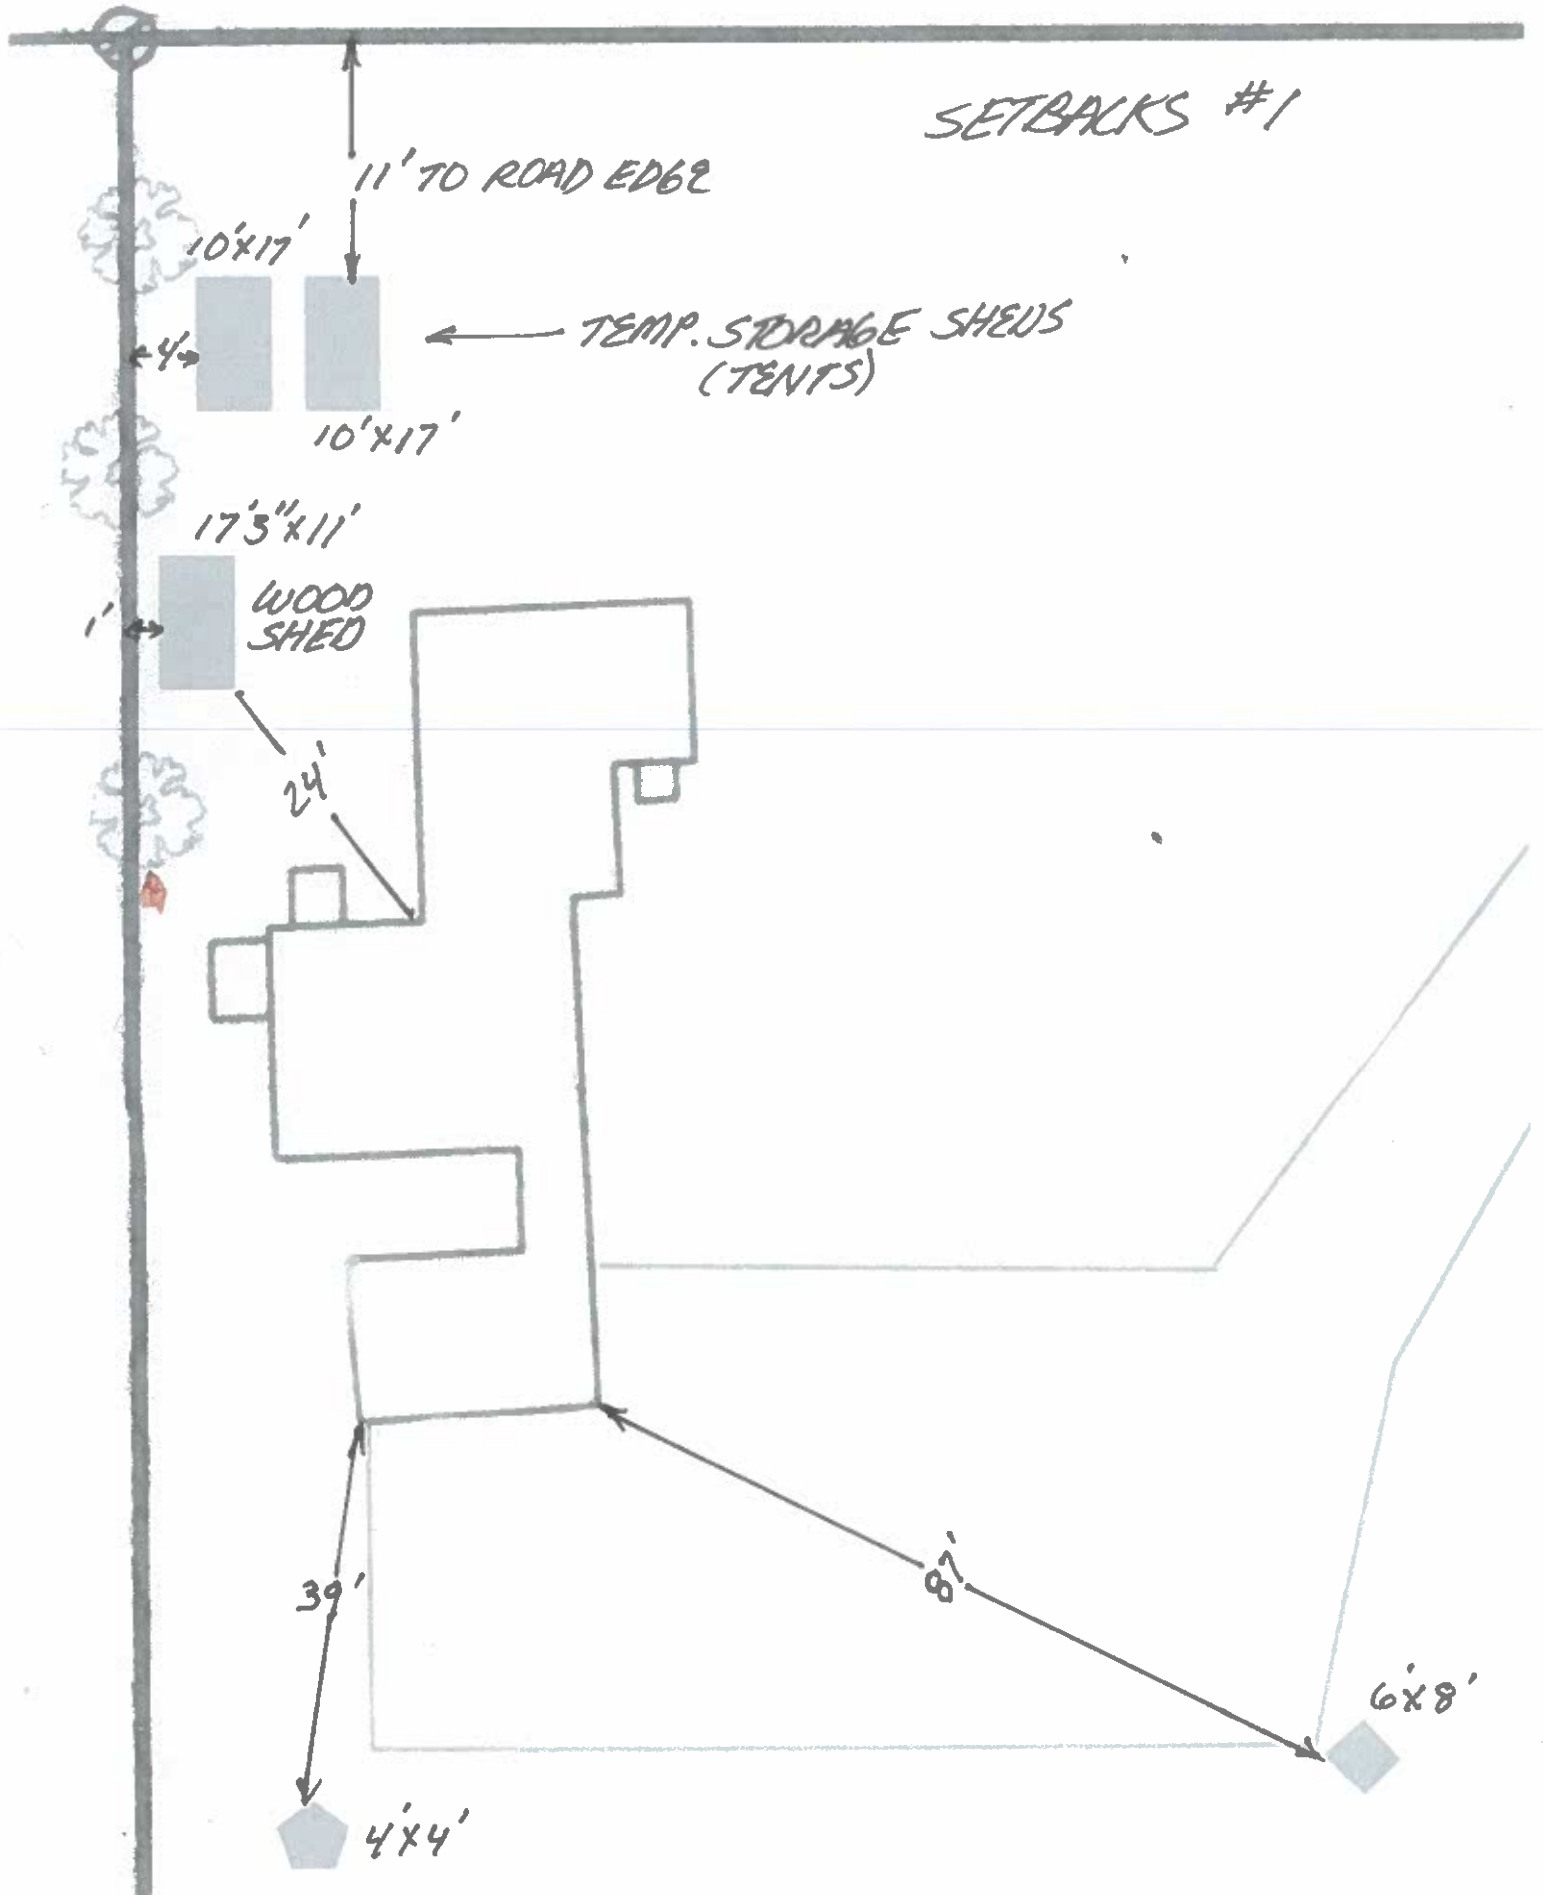 SETBACKS #1
11' TO ROAD EDGE
10'X17'
4'
TEMP. STORAGE SHEDS
(TENTS)
10'X17'
17'3"X11'
WOOD
SHED
1'
24'
39'
87'
6'X8'
4'X4'